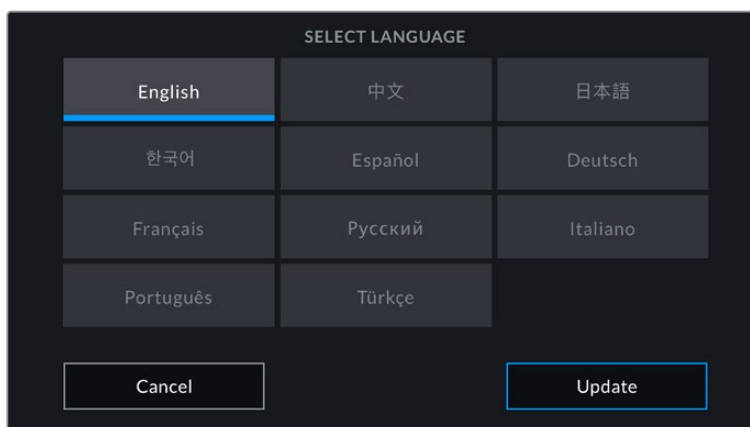 SELECT LANGUAGE
English 中文 日本語
한국어 Español Deutsch
Français Русский Italiano
Português Türkçe
Cancel Update